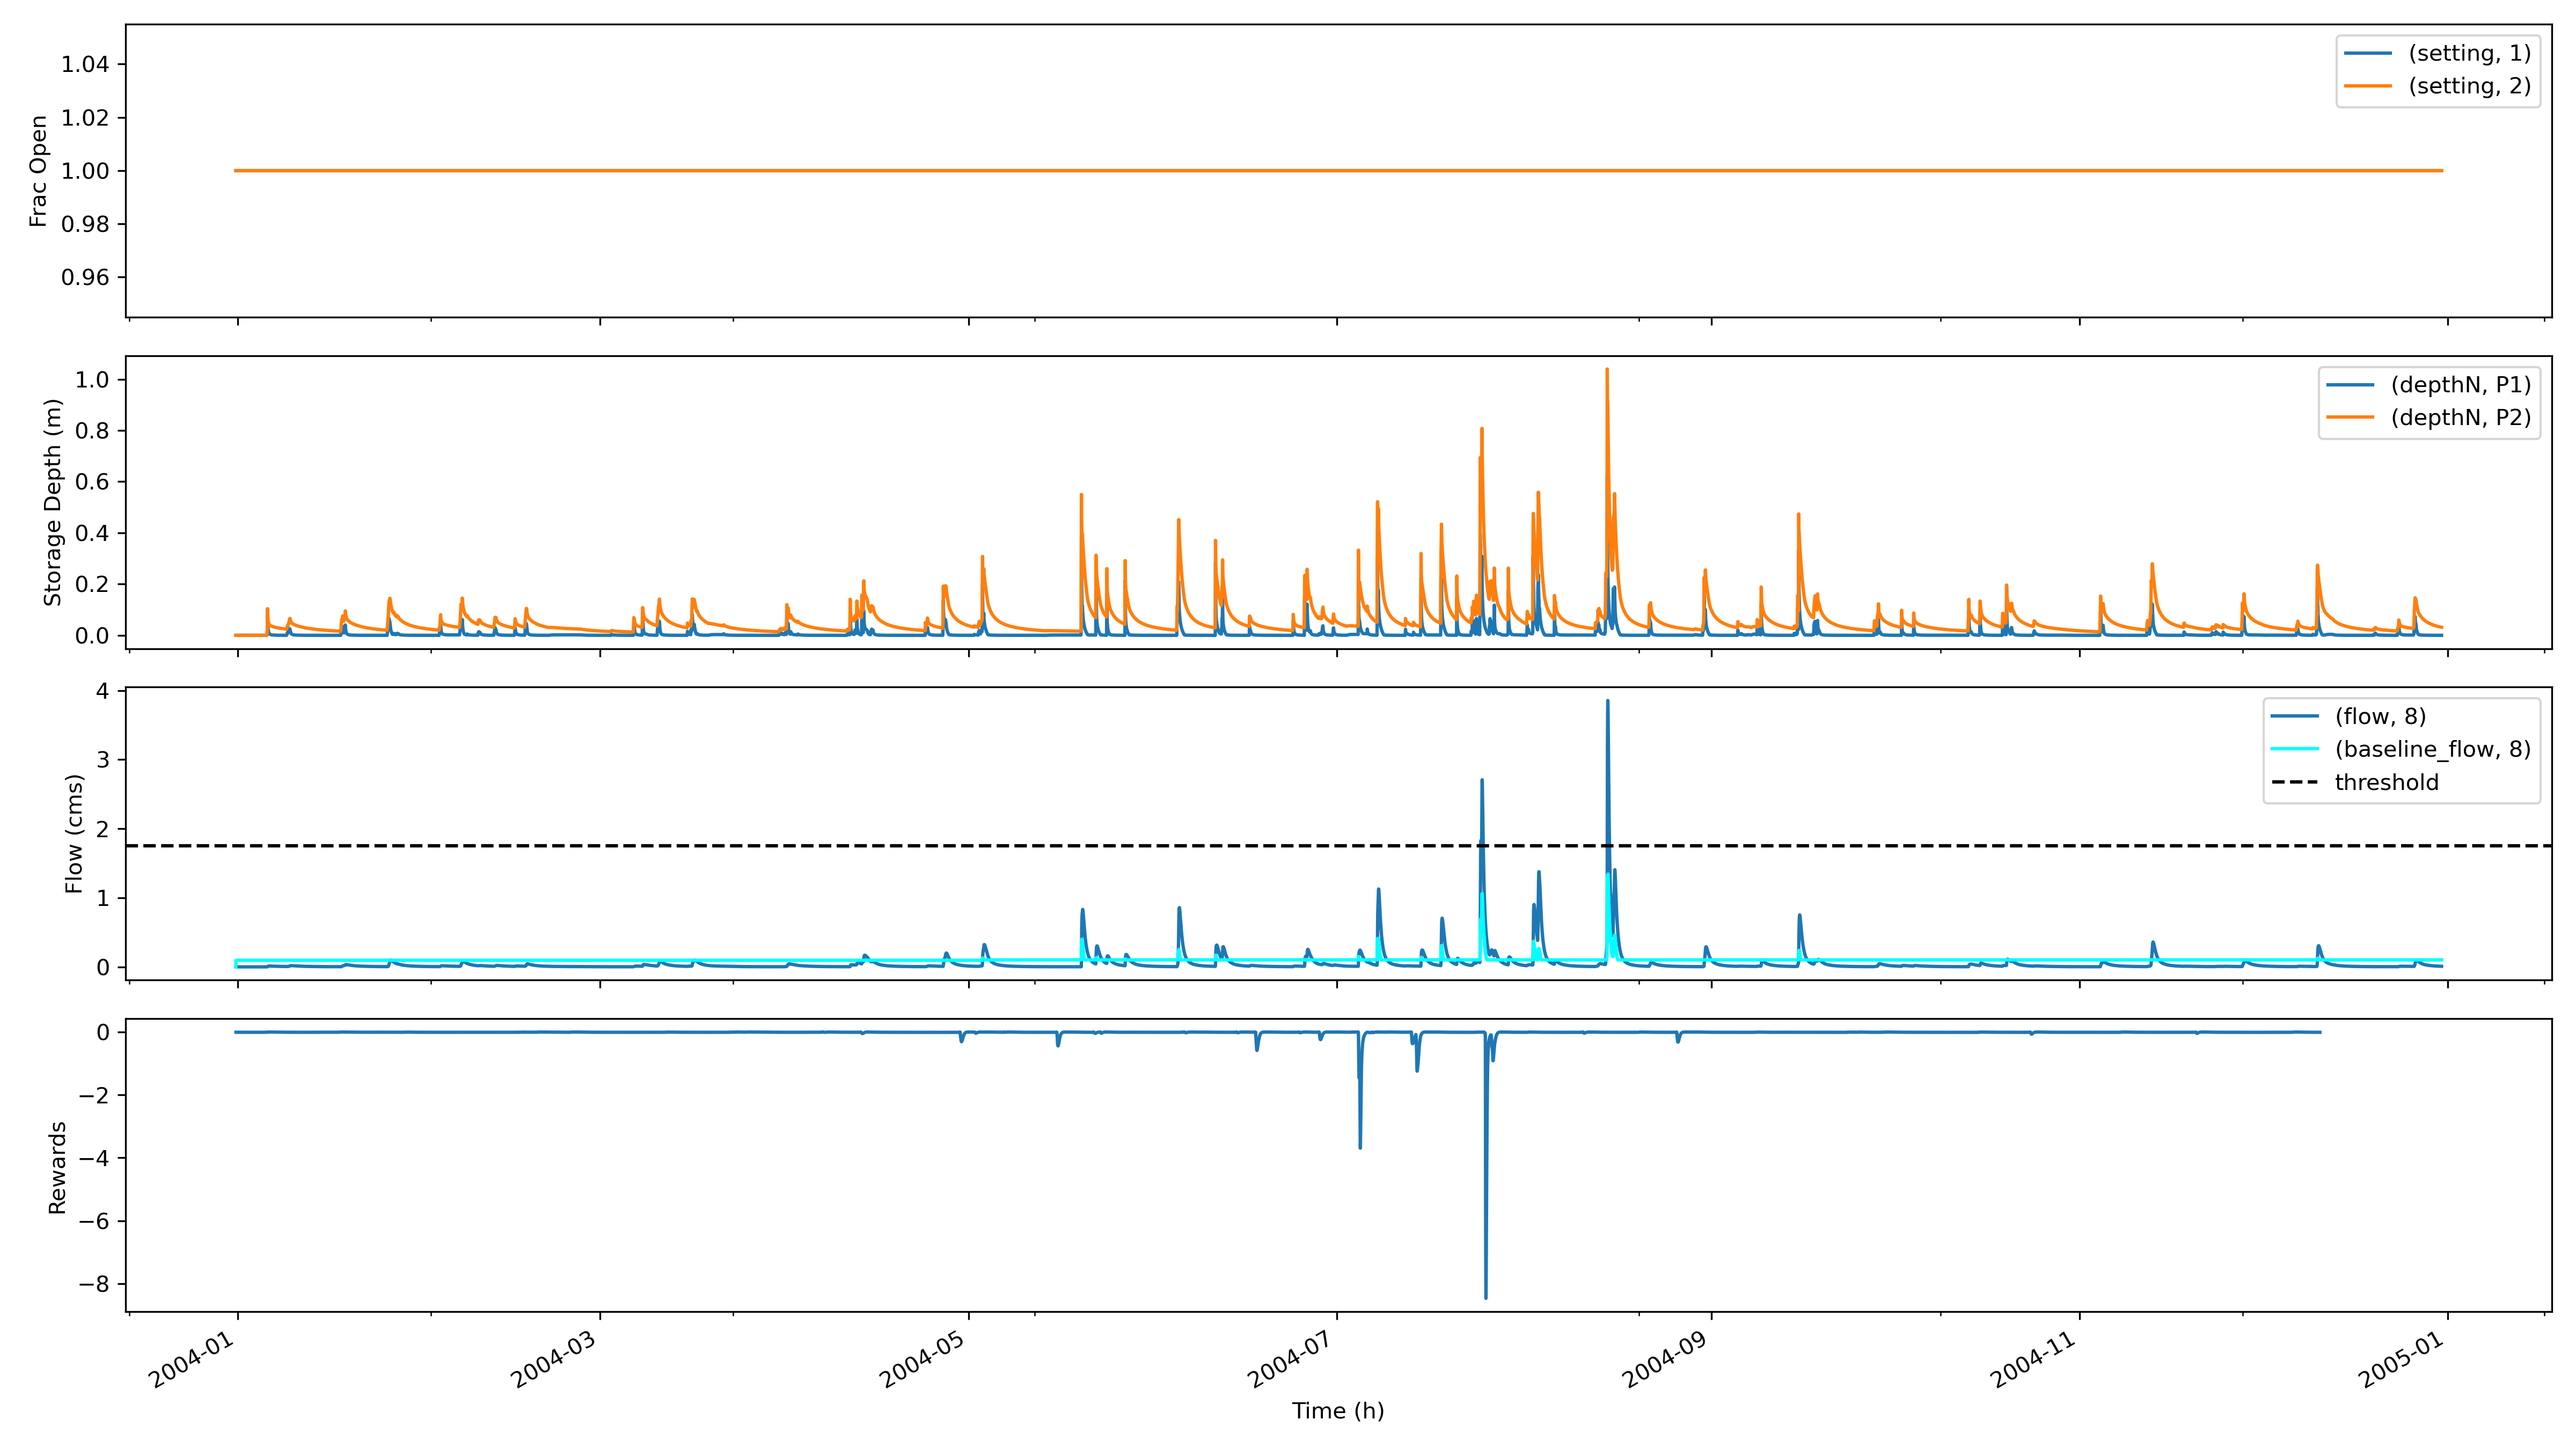 Frac Open
1.04
1.02
1.00
0.98
0.96
(setting, 1)
(setting, 2)
Storage Depth (m)
1.0
0.8
0.6
0.4
0.2
0.0
(depthN, P1)
(depthN, P2)
Flow (cms)
4
3
2
1
0
(flow, 8)
(baseline_flow, 8)
threshold
Rewards
0
−2
−4
−6
−8
2004-01
2004-03
2004-05
2004-07
2004-09
2004-11
2005-01
Time (h)